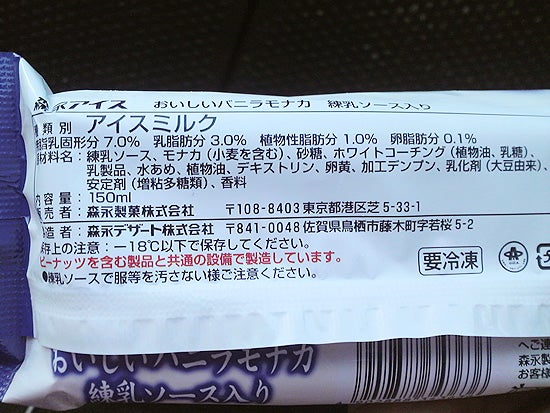 永アイス おいしいバニラモナカ 練乳ソース入り
種類別 アイスミルク
脂乳固形分 7.0% 乳脂肪分 3.0% 植物性脂肪分 1.0% 卵脂肪分 0.1%
材料名：練乳ソース、モナカ（小麦を含む）、砂糖、ホワイトコーチング（植物油、乳糖）、
乳製品、水あめ、植物油、デキストリン、卵黄、加工デンプン、乳化剤（大豆由来）、
安定剤（増粘多糖類）、香料
容量：150ml
販売者：森永製菓株式会社 〒108-8403 東京都港区芝5-33-1
製造者：森永デザート株式会社 〒841-0048 佐賀県鳥栖市藤木町字若桜5-2
保存上の注意：－18℃以下で保存してください。
ピーナッツを含む製品と共通の設備で製造しています。
●練乳ソースで服等を汚さない様ご注意ください。
要冷凍
おいしいバニラモナカ
練乳ソース入り
へご連
森永製
お客様